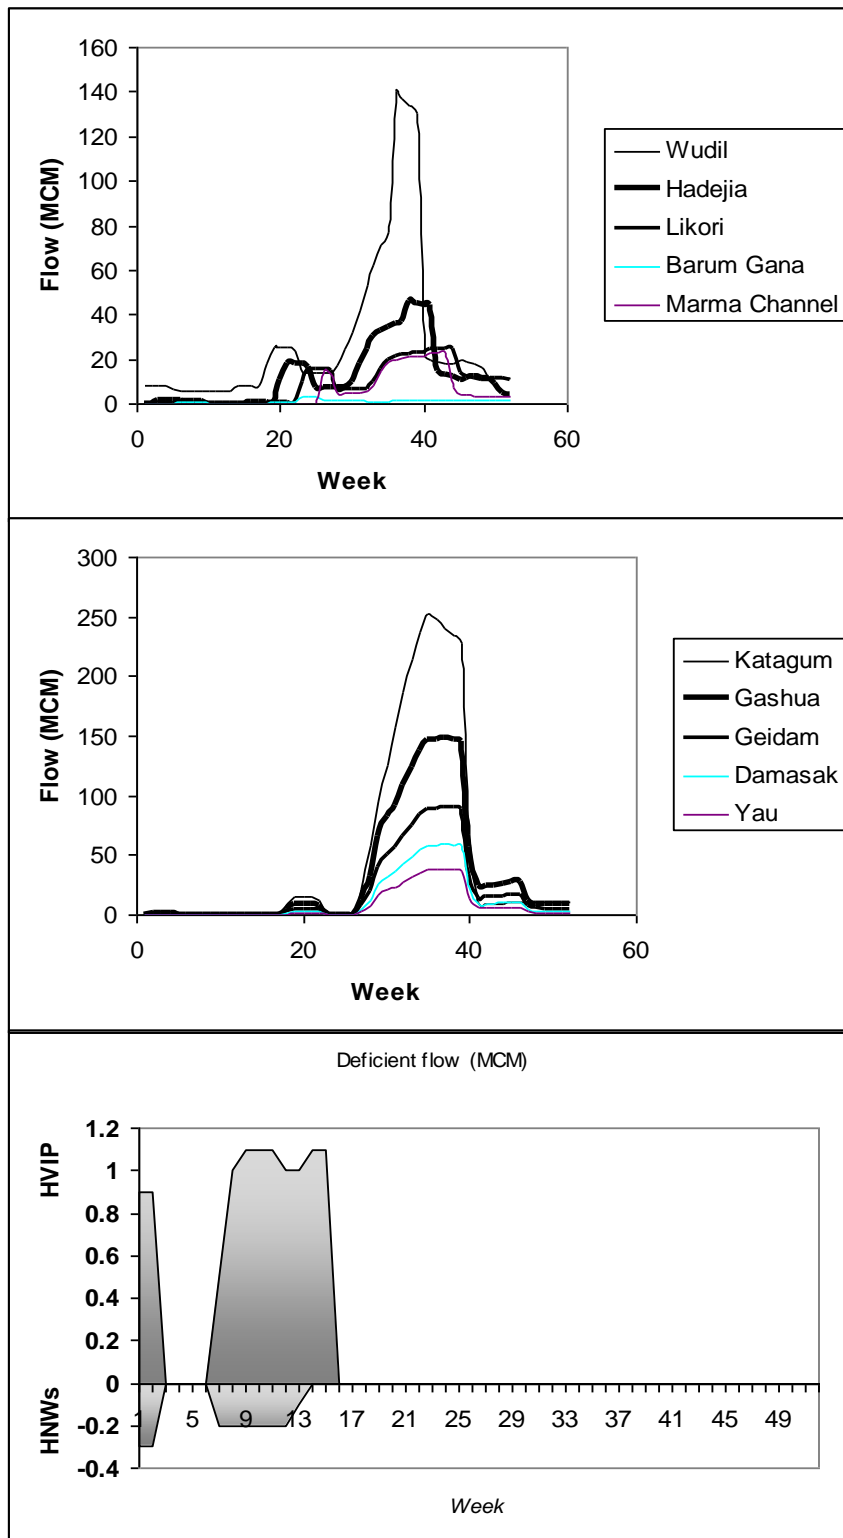 160
140
120
100
80
60
40
20
0
Flow (MCM)
0 20 40 60
Week
Wudil
Hadejia
Likori
Barum Gana
Marma Channel
300
250
200
150
100
50
0
Flow (MCM)
0 20 40 60
Week
Katagum
Gashua
Geidam
Damasak
Yau
Deficient flow (MCM)
HVIP
HNWs
1.2
1
0.8
0.6
0.4
0.2
0
-0.2
-0.4
1 5 9 13 17 21 25 29 33 37 41 45 49
Week